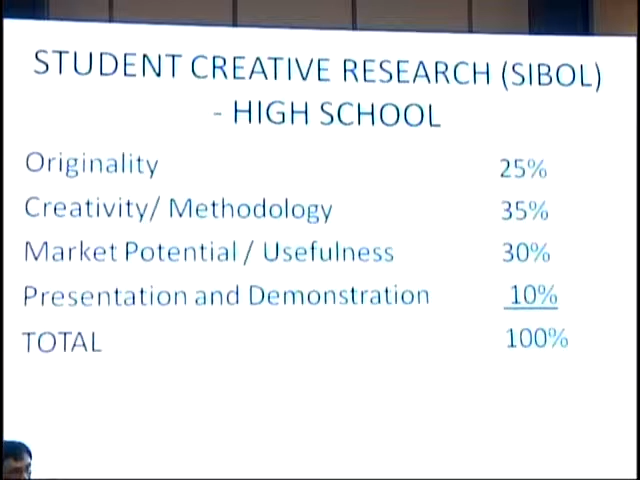 STUDENT CREATIVE RESEARCH (SIBOL)
- HIGH SCHOOL
Originality 25%
Creativity/ Methodology 35%
Market Potential / Usefulness 30%
Presentation and Demonstration 10%
TOTAL 100%